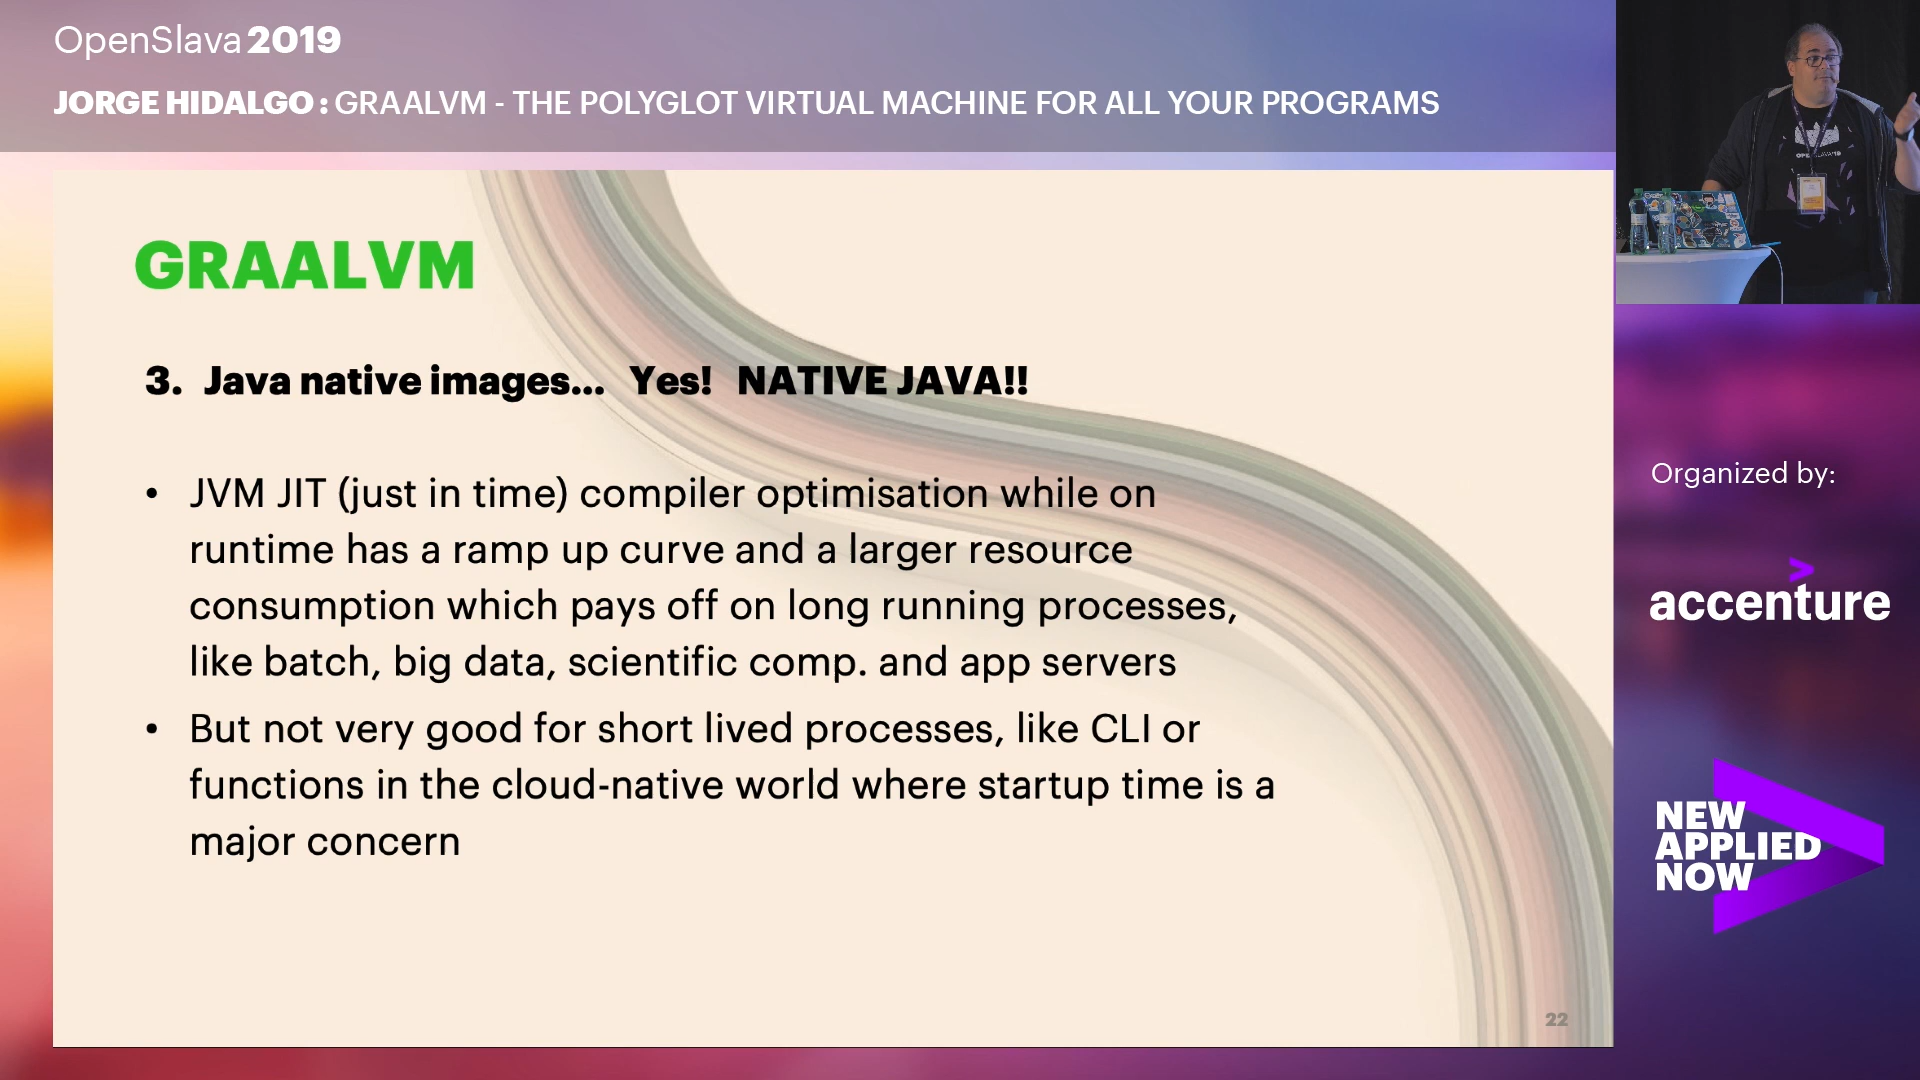 OpenSlava 2019
JORGE HIDALGO : GRAALVM - THE POLYGLOT VIRTUAL MACHINE FOR ALL YOUR PROGRAMS
GRAALVM
3. Java native images... Yes! NATIVE JAVA!!
• JVM JIT (just in time) compiler optimisation while on
runtime has a ramp up curve and a larger resource
consumption which pays off on long running processes,
like batch, big data, scientific comp. and app servers
• But not very good for short lived processes, like CLI or
functions in the cloud-native world where startup time is a
major concern
22
Organized by:
accenture
NEW
APPLIED
NOW